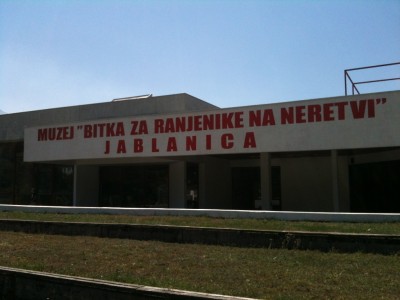 MUZEJ "BITKA ZA RANJENIKE NA NERETVI"
JABLANICA